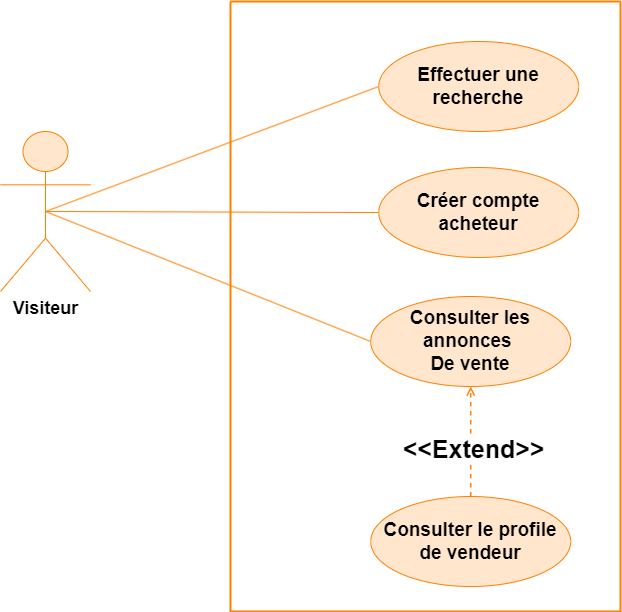 Effectuer une
recherche
Créer compte
acheteur
Visiteur
Consulter les
annonces
De vente
<<Extend>>
Consulter le profile
de vendeur